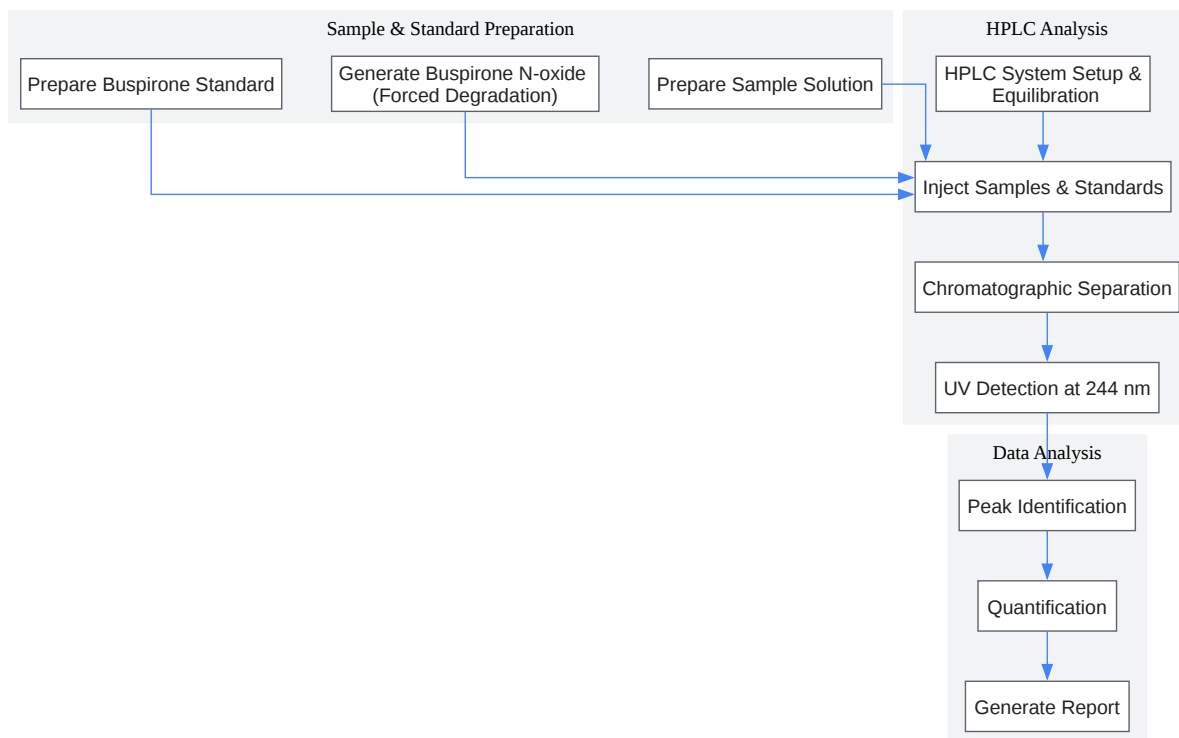 Sample & Standard Preparation
HPLC Analysis
Prepare Buspirone Standard
Generate Buspirone N-oxide
(Forced Degradation)
Prepare Sample Solution
HPLC System Setup &
Equilibration
Inject Samples & Standards
Chromatographic Separation
UV Detection at 244 nm
Data Analysis
Peak Identification
Quantification
Generate Report